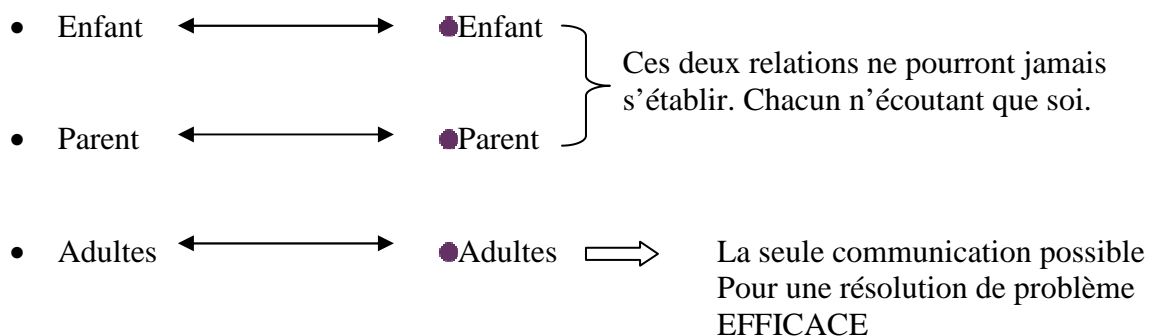 • Enfant Enfant
Ces deux relations ne pourront jamais
s’établir. Chacun n’écoutant que soi.
• Parent Parent
• Adultes Adultes La seule communication possible
Pour une résolution de problème
EFFICACE